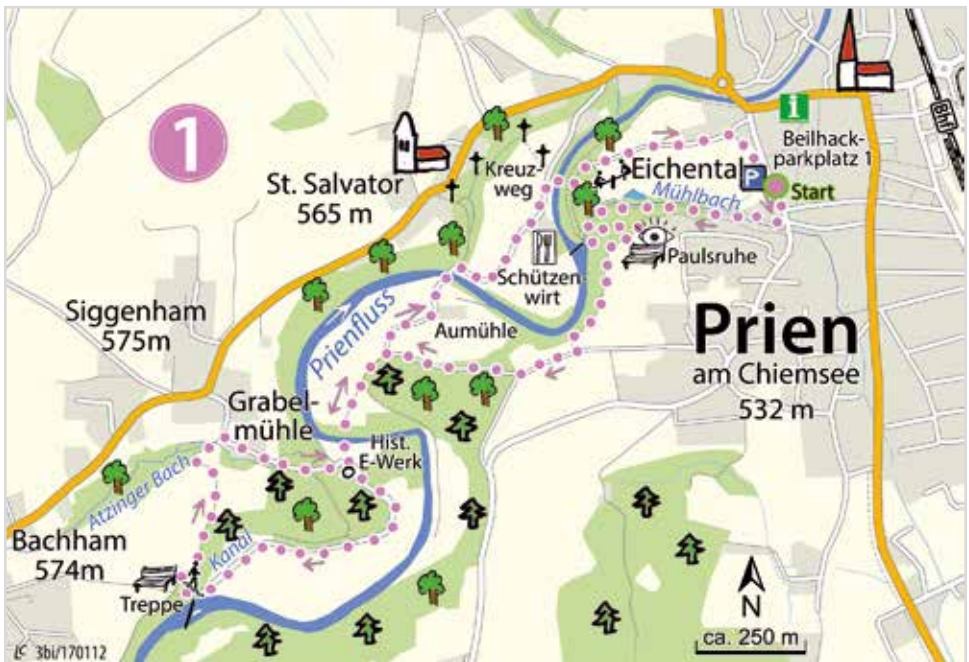 1
St. Salvator
565 m
Kreuz-
weg
Eichental
P
i
Beilhack-
parkplatz 1
Start
Bhf
Mühlbach
Paulsruhe
Schützen-
wirt
Siggenham
575m
Prienfluss
Aumühle
Prien
am Chiemsee
532 m
Grabel-
mühle
Hist.
E-Werk
Atzinger Bach
Bachham
574m
Kanal
Treppe
N
ca. 250 m
3bi/170112